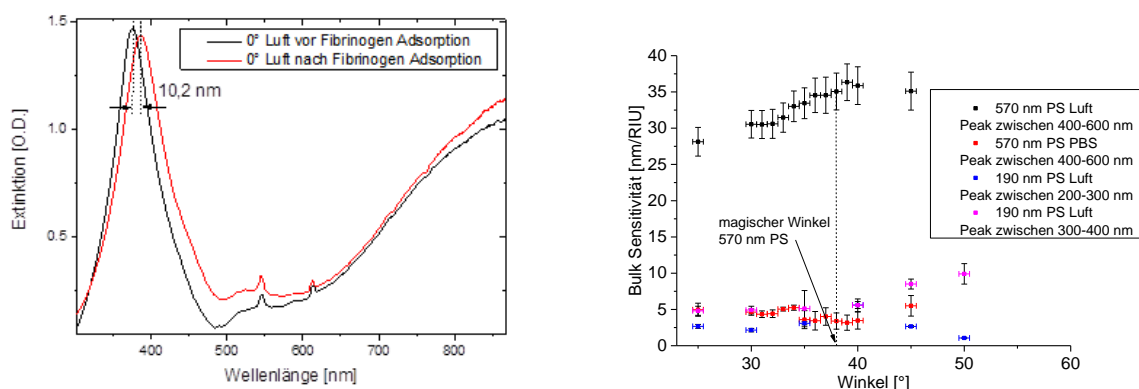 1.5
1.0
0.5
Extinktion [O.D.]
0° Luft vor Fibrinogen Adsorption
0° Luft nach Fibrinogen Adsorption
10,2 nm
400 500 600 700 800
Wellenlänge [nm]
40
35
30
25
20
15
10
5
0
Bulk Sensitivität [nm/RIU]
magischer Winkel
570 nm PS
570 nm PS Luft
Peak zwischen 400-600 nm
570 nm PS PBS
Peak zwischen 400-600 nm
190 nm PS Luft
Peak zwischen 200-300 nm
190 nm PS Luft
Peak zwischen 300-400 nm
30 40 50 60
Winkel [°]